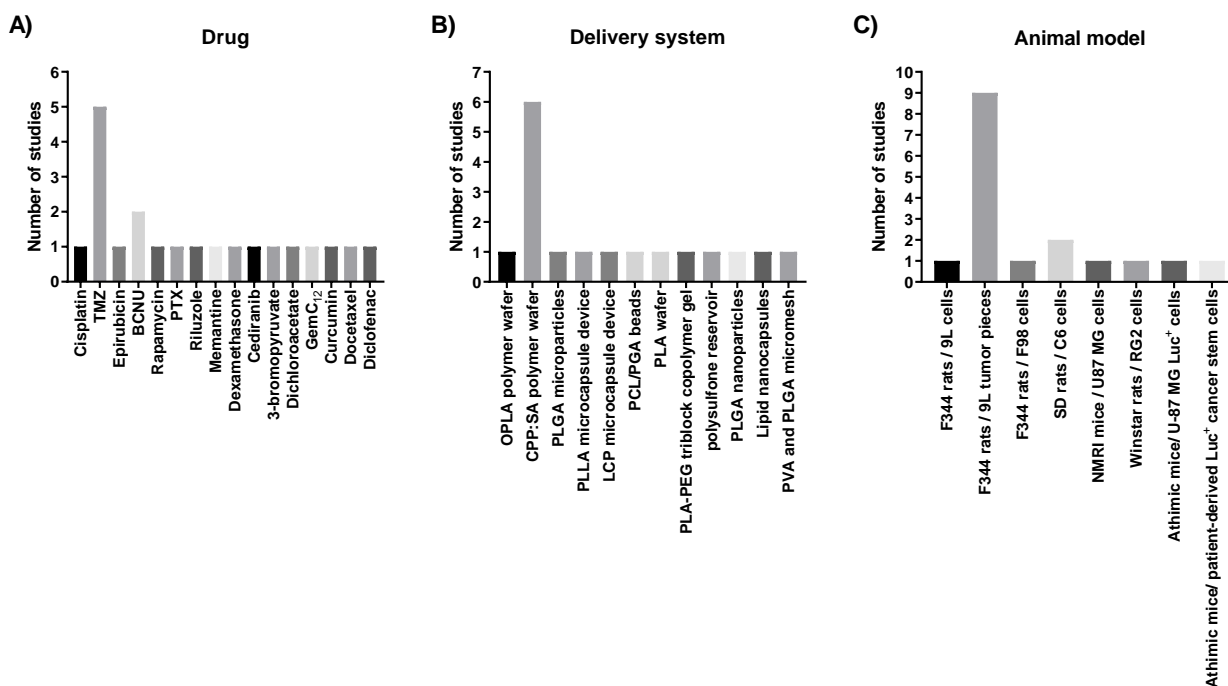 A)
Drug
Number of studies
6
5
4
3
2
1
0
Cisplatin
TMZ
Epirubicin
BCNU
Rapamycin
PTX
Riluzole
Memantine
Dexamethasone
Cediranib
3-bromopyruvate
Dichloroacetate
GemC₁₂
Curcumin
Docetaxel
Diclofenac
B)
Delivery system
Number of studies
7
6
5
4
3
2
1
0
OPLA polymer wafer
CPP:SA polymer wafer
PLGA microparticles
PLLA microcapsule device
LCP microcapsule device
PCL/PGA beads
PLA wafer
PLA-PEG triblock copolymer gel
polysulfone reservoir
PLGA nanoparticles
Lipid nanocapsules
PVA and PLGA micromesh
C)
Animal model
Number of studies
10
9
8
7
6
5
4
3
2
1
0
F344 rats / 9L cells
F344 rats / 9L tumor pieces
F344 rats / F98 cells
SD rats / C6 cells
NMRI mice / U87 MG cells
Winstar rats / RG2 cells
Athimic mice/ U-87 MG Luc⁺ cells
Athimic mice/ patient-derived Luc⁺ cancer stem cells